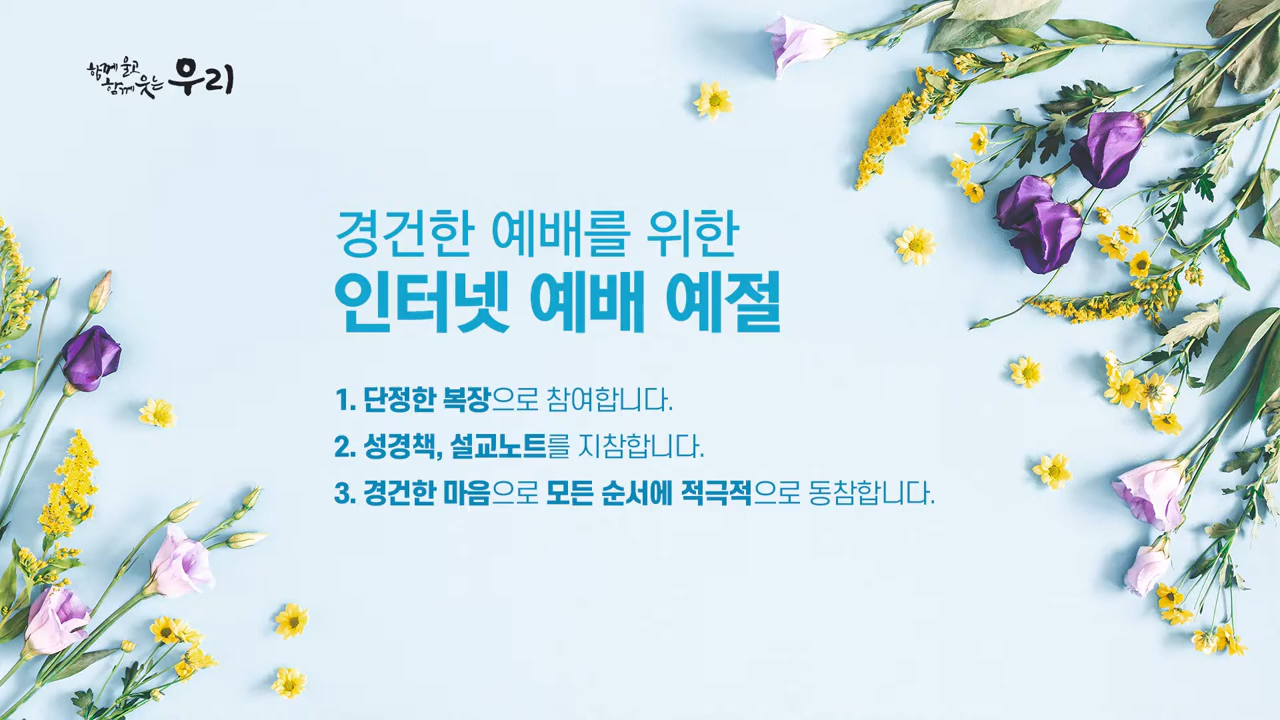 함께 울고
함께 웃는 우리
경건한 예배를 위한
인터넷 예배 예절
1. 단정한 복장으로 참여합니다.
2. 성경책, 설교노트를 지참합니다.
3. 경건한 마음으로 모든 순서에 적극적으로 동참합니다.